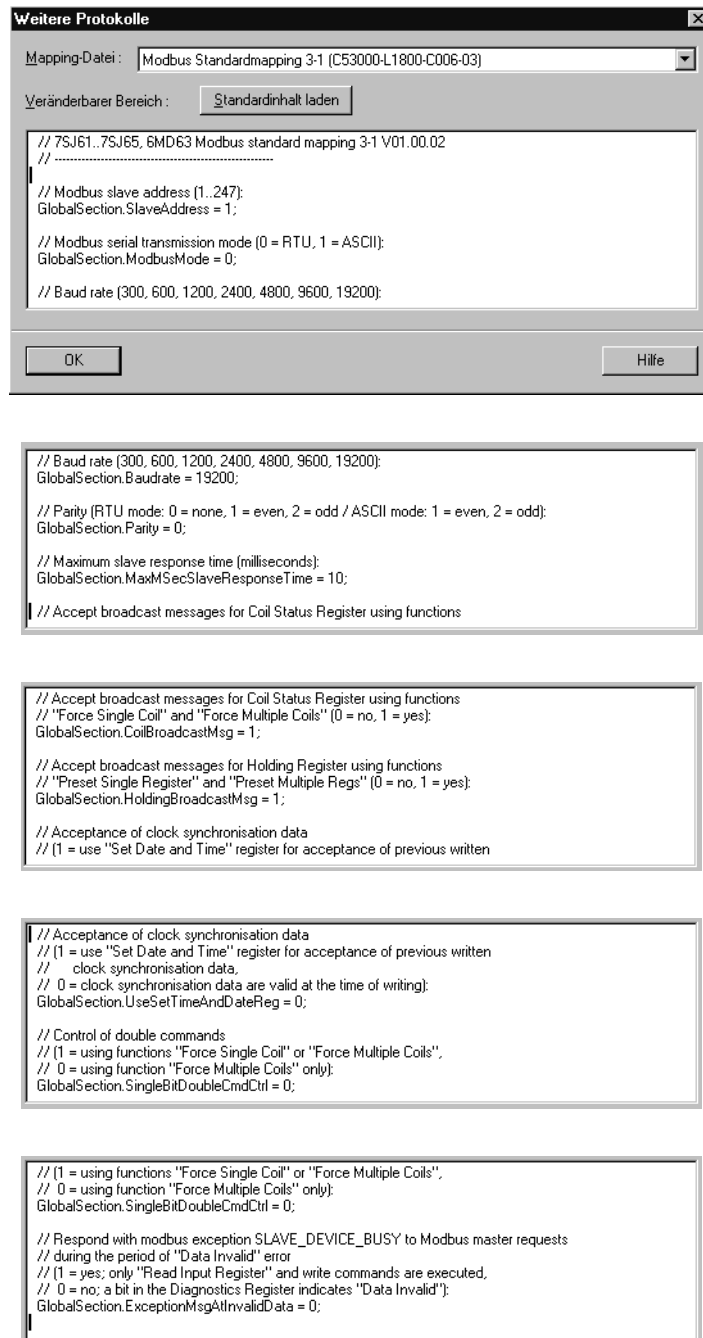 Weitere Protokolle
Mapping-Datei : Modbus Standardmapping 3-1 (C53000-L1800-C006-03)
Veränderbarer Bereich : Standardinhalt laden
// 7SJ61..7SJ65, 6MD63 Modbus standard mapping 3-1 V01.00.02
// --------------------------------------------------------
// Modbus slave address (1..247):
GlobalSection.SlaveAddress = 1;
// Modbus serial transmission mode (0 = RTU, 1 = ASCII):
GlobalSection.ModbusMode = 0;
// Baud rate (300, 600, 1200, 2400, 4800, 9600, 19200):
OK Hilfe
// Baud rate (300, 600, 1200, 2400, 4800, 9600, 19200):
GlobalSection.Baudrate = 19200;
// Parity (RTU mode: 0 = none, 1 = even, 2 = odd / ASCII mode: 1 = even, 2 = odd):
GlobalSection.Parity = 0;
// Maximum slave response time (milliseconds):
GlobalSection.MaxMSecSlaveResponseTime = 10;
// Accept broadcast messages for Coil Status Register using functions
// Accept broadcast messages for Coil Status Register using functions
// "Force Single Coil" and "Force Multiple Coils" (0 = no, 1 = yes):
GlobalSection.CoilBroadcastMsg = 1;
// Accept broadcast messages for Holding Register using functions
// "Preset Single Register" and "Preset Multiple Regs" (0 = no, 1 = yes):
GlobalSection.HoldingBroadcastMsg = 1;
// Acceptance of clock synchronisation data
// (1 = use "Set Date and Time" register for acceptance of previous written
// Acceptance of clock synchronisation data
// (1 = use "Set Date and Time" register for acceptance of previous written
// clock synchronisation data,
// 0 = clock synchronisation data are valid at the time of writing):
GlobalSection.UseSetTimeAndDateReg = 0;
// Control of double commands
// (1 = using functions "Force Single Coil" or "Force Multiple Coils",
// 0 = using function "Force Multiple Coils" only):
GlobalSection.SingleBitDoubleCmdCtrl = 0;
// (1 = using functions "Force Single Coil" or "Force Multiple Coils",
// 0 = using function "Force Multiple Coils" only):
GlobalSection.SingleBitDoubleCmdCtrl = 0;
// Respond with modbus exception SLAVE_DEVICE_BUSY to Modbus master requests
// during the period of "Data Invalid" error
// (1 = yes; only "Read Input Register" and write commands are executed,
// 0 = no; a bit in the Diagnostics Register indicates "Data Invalid"):
GlobalSection.ExceptionMsgAtInvalidData = 0;